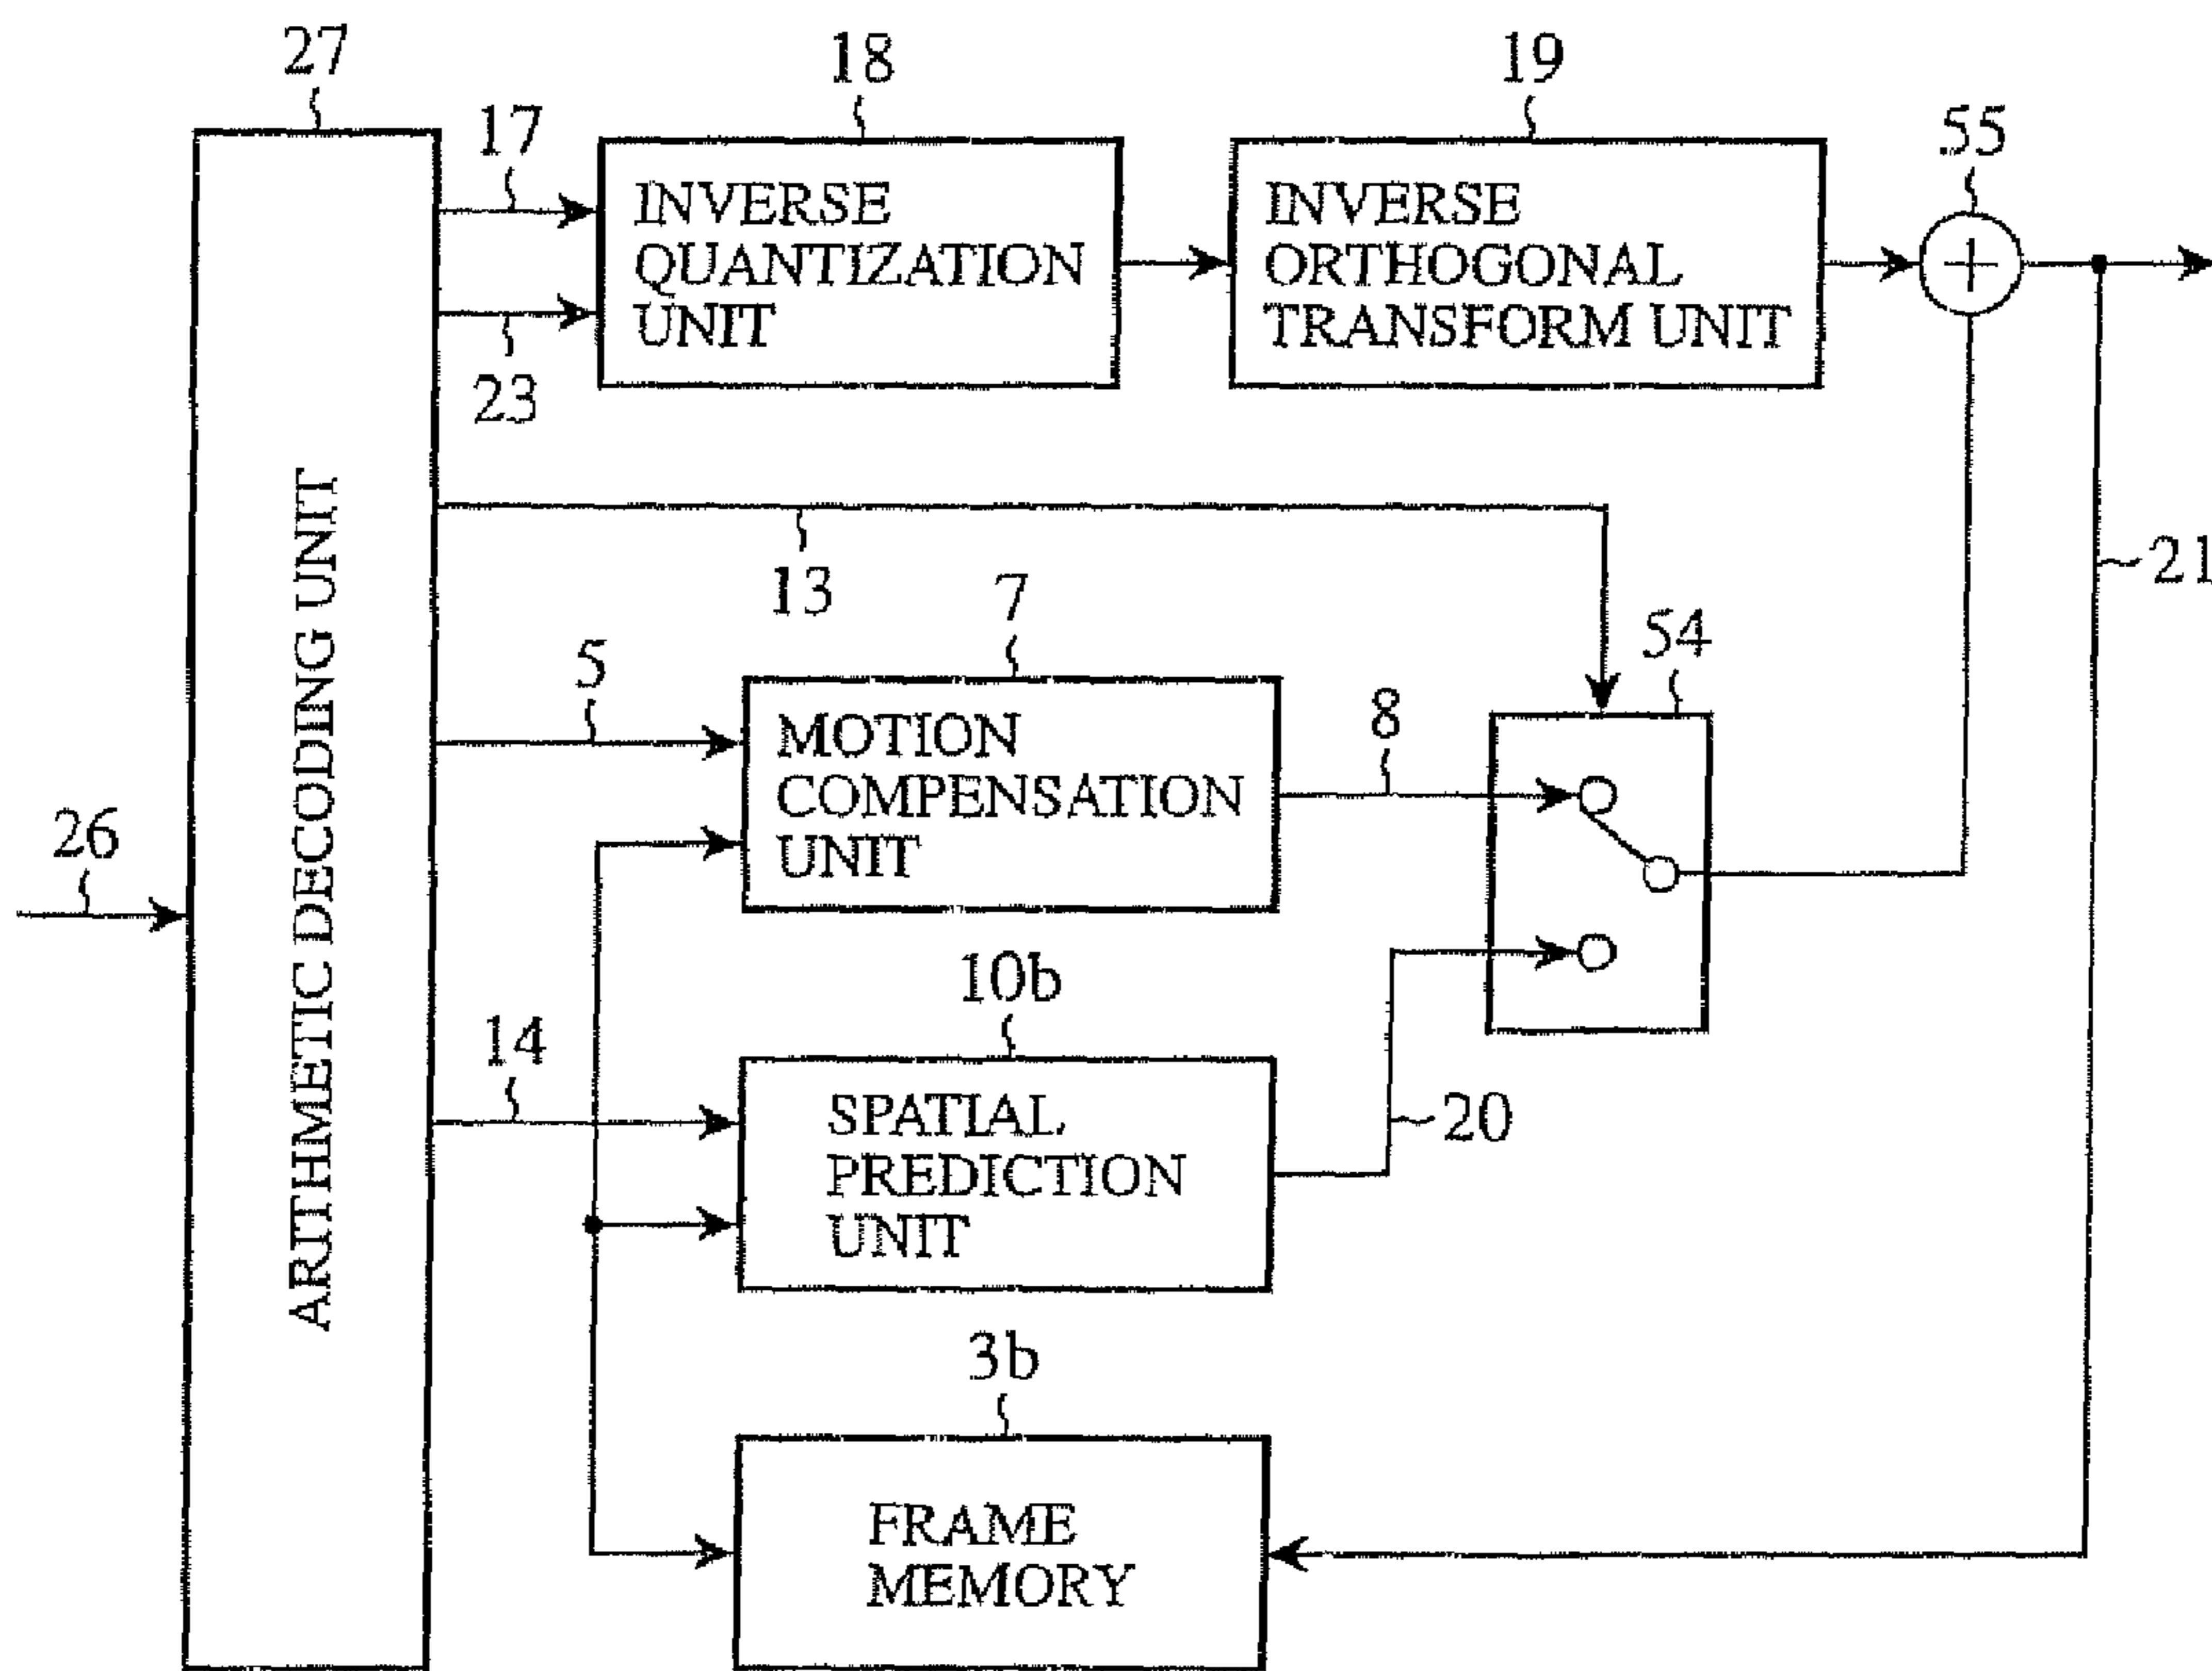 27
18
19
17
55
INVERSE
QUANTIZATION
UNIT
INVERSE
ORTHOGONAL
TRANSFORM UNIT
23
13
21
ARITHMETIC DECODING UNIT
7
54
5
8
MOTION
COMPENSATION
UNIT
26
10b
14
20
SPATIAL
PREDICTION
UNIT
3b
FRAME
MEMORY